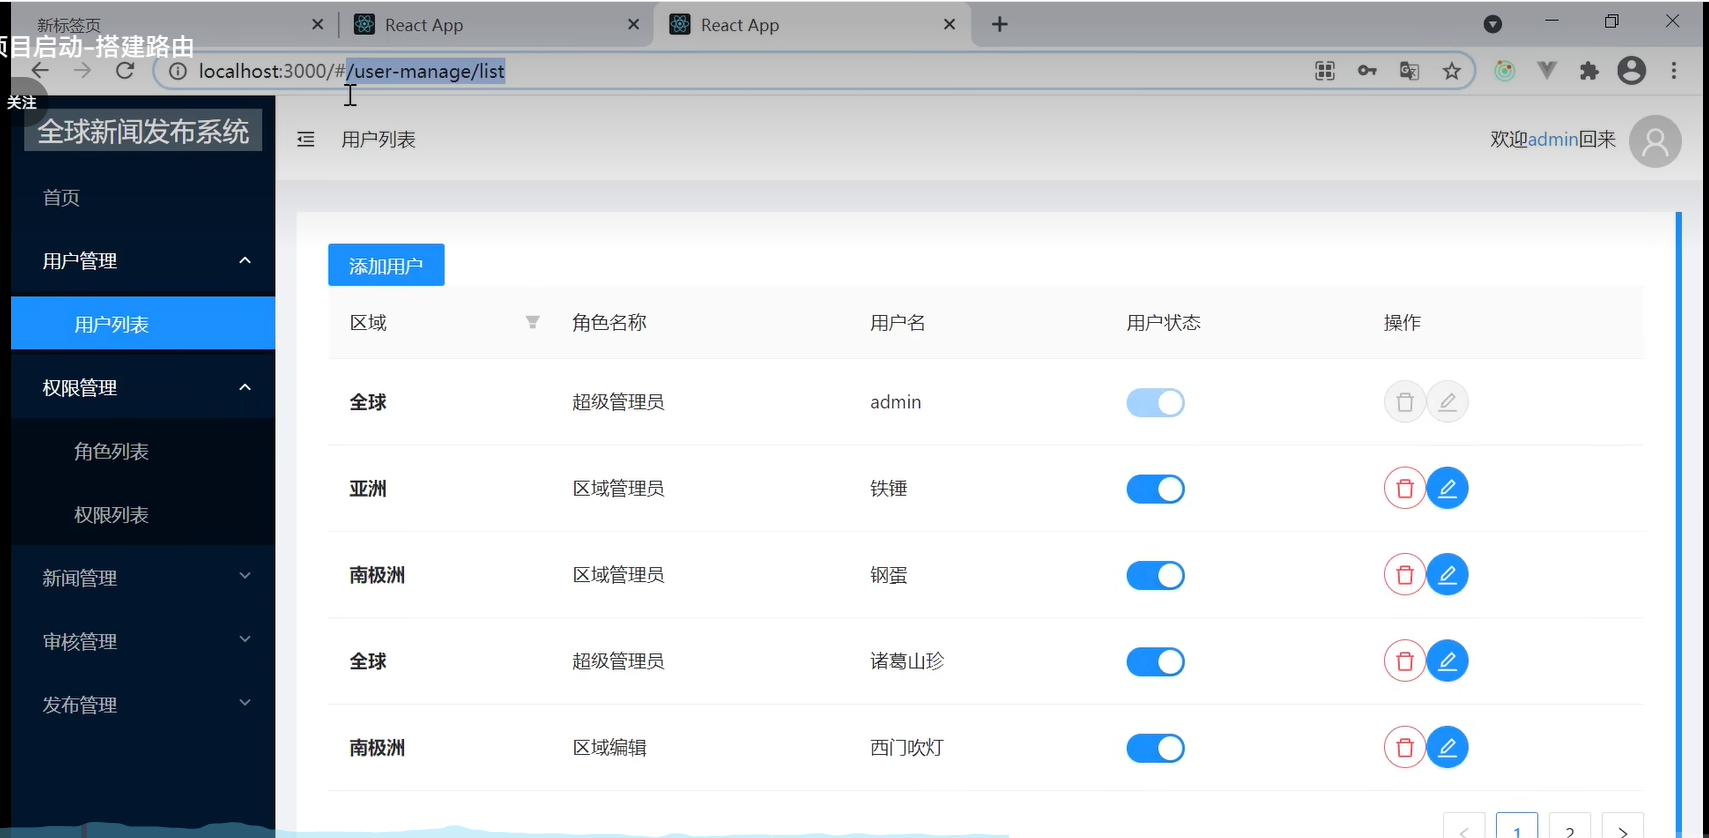 新标签页
React App
React App
项目启动-搭建路由
localhost:3000/#/user-manage/list
关注
全球新闻发布系统
用户列表
欢迎admin回来
首页
用户管理
用户列表
权限管理
角色列表
权限列表
新闻管理
审核管理
发布管理
添加用户
区域 角色名称 用户名 用户状态 操作
全球 超级管理员 admin
亚洲 区域管理员 铁锤
南极洲 区域管理员 钢蛋
全球 超级管理员 诸葛山珍
南极洲 区域编辑 西门吹灯
1 2